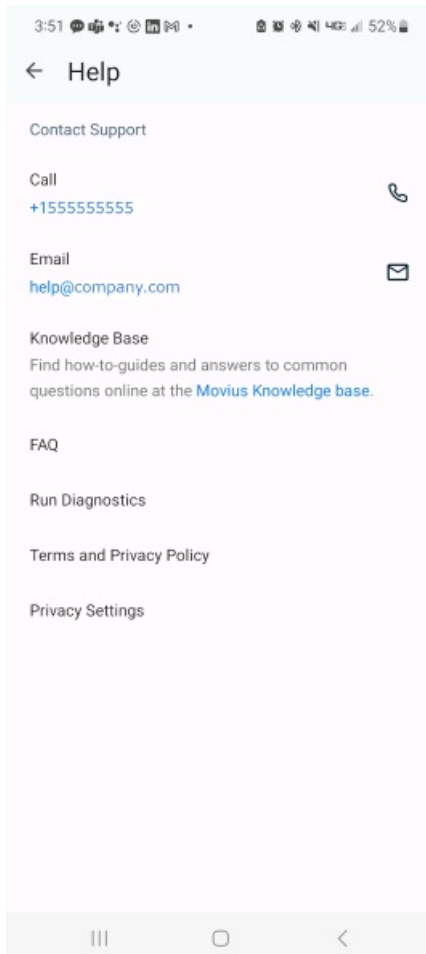 3:51
52%
Help
Contact Support
Call
+1555555555
Email
help@company.com
Knowledge Base
Find how-to-guides and answers to common
questions online at the Movius Knowledge base.
FAQ
Run Diagnostics
Terms and Privacy Policy
Privacy Settings